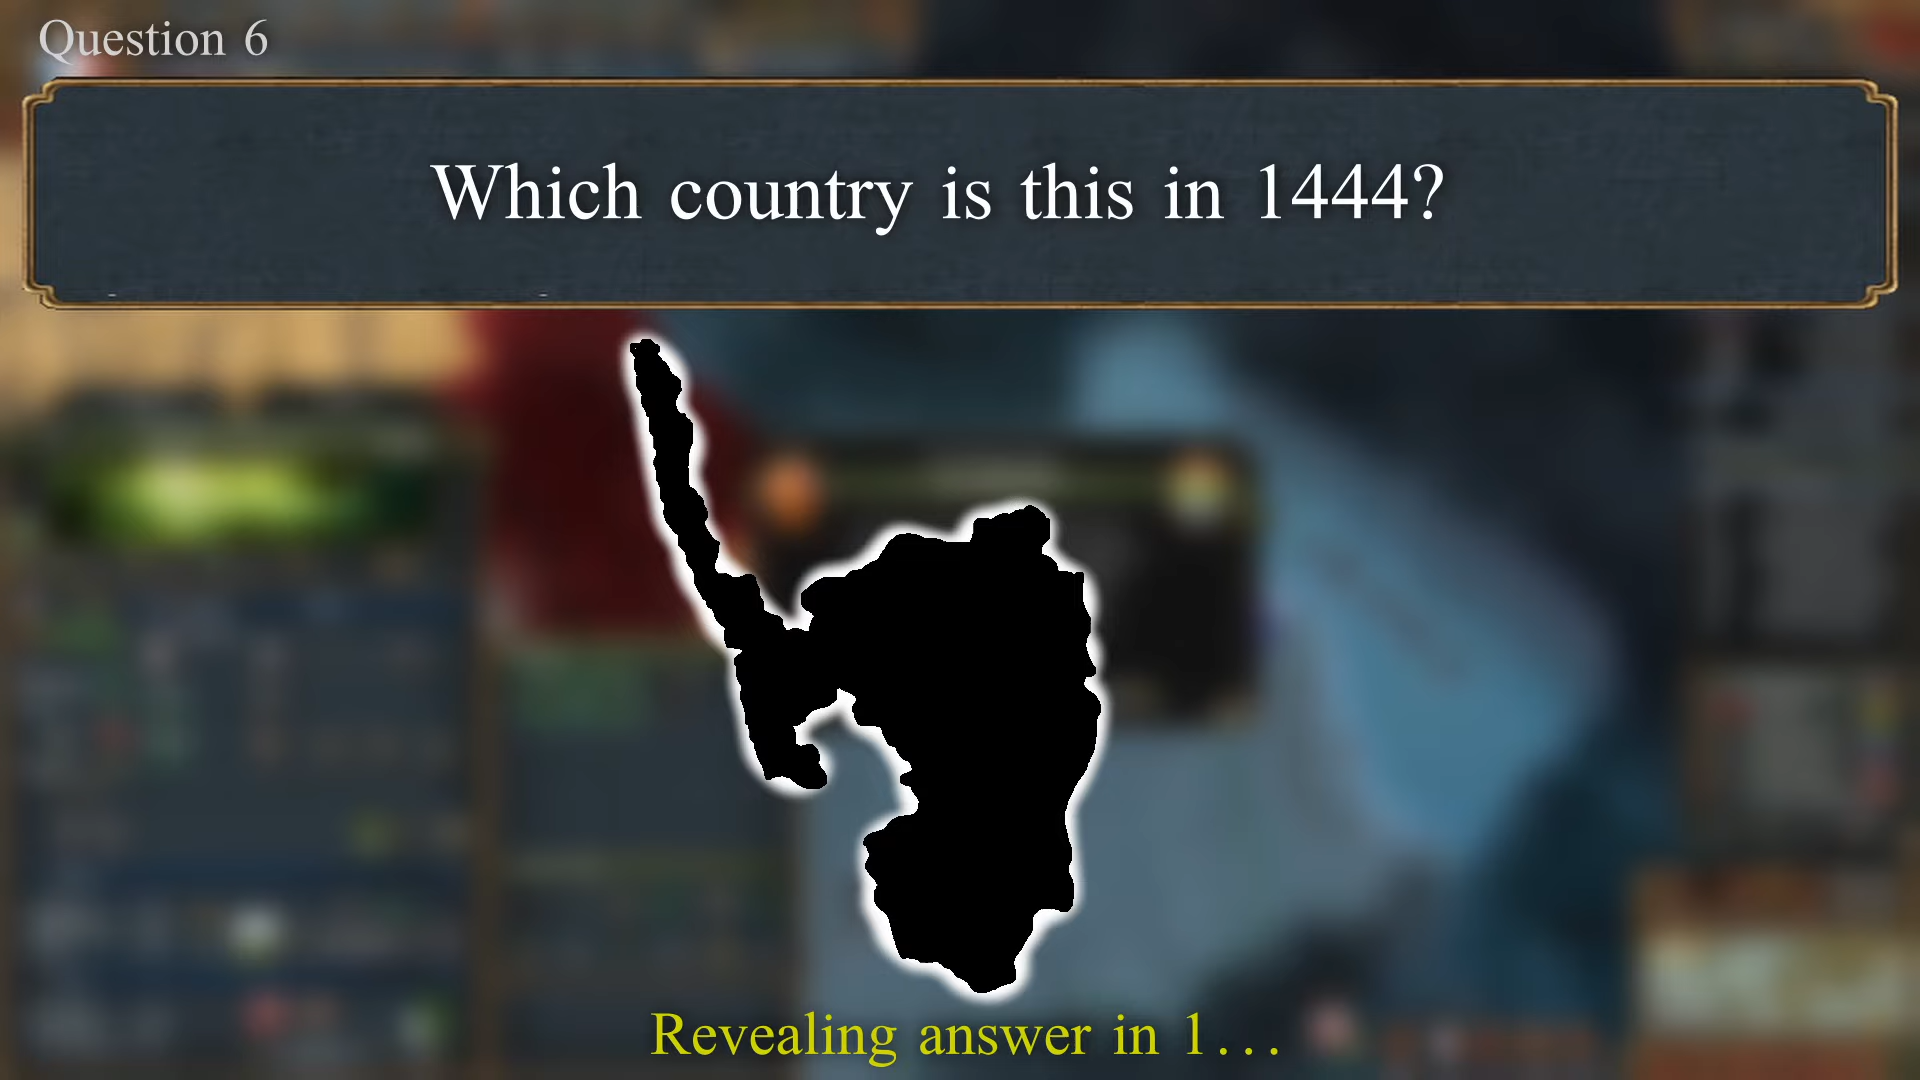 Question 6
Which country is this in 1444?
Revealing answer in 1...